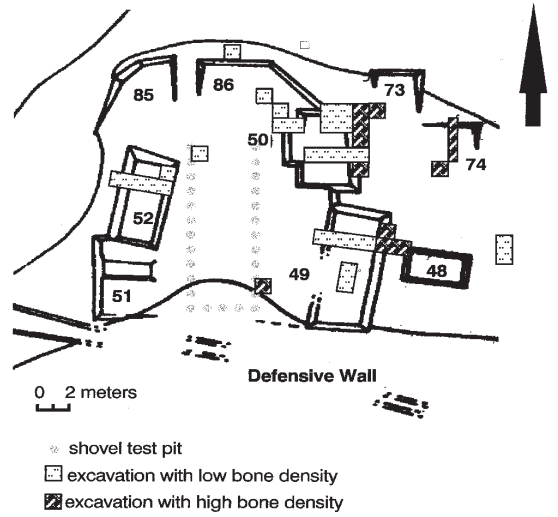 73
85
86
50
74
52
49
48
51
Defensive Wall
0 2 meters
shovel test pit
excavation with low bone density
excavation with high bone density